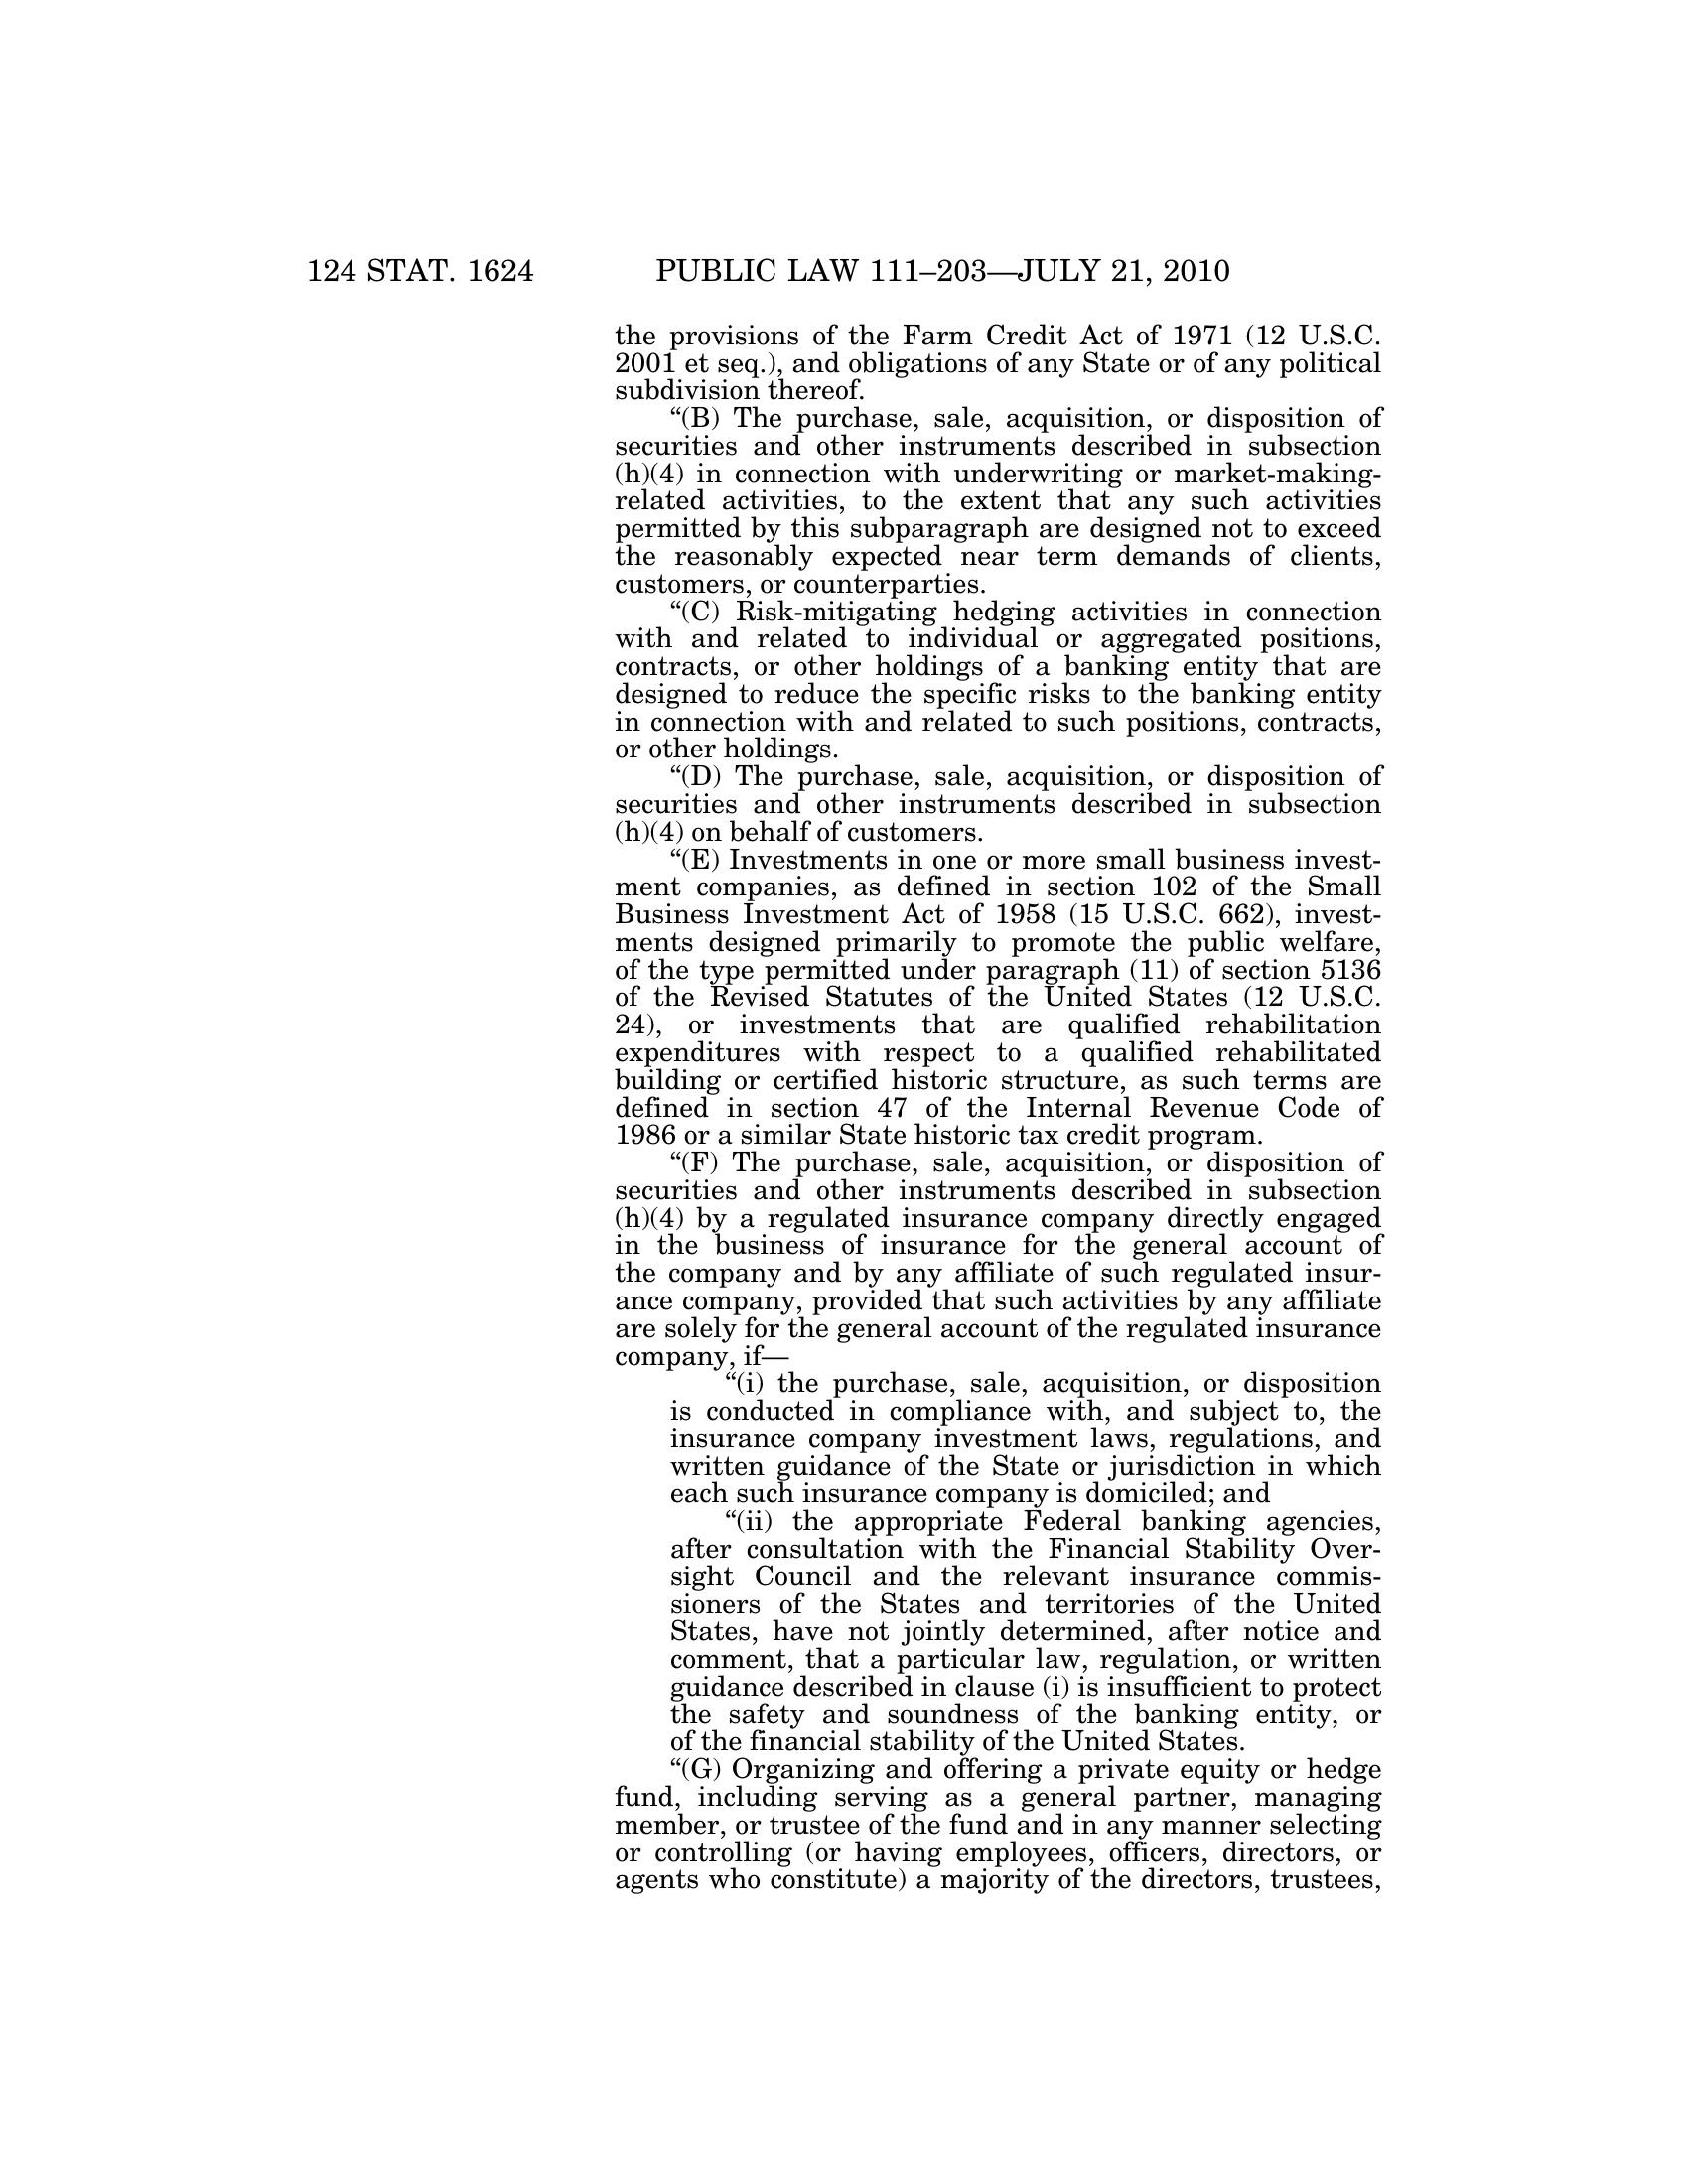 124 STAT. 1624 PUBLIC LAW 111–203—JULY 21, 2010
the provisions of the Farm Credit Act of 1971 (12 U.S.C.
2001 et seq.), and obligations of any State or of any political
subdivision thereof.
“(B) The purchase, sale, acquisition, or disposition of
securities and other instruments described in subsection
(h)(4) in connection with underwriting or market-making-
related activities, to the extent that any such activities
permitted by this subparagraph are designed not to exceed
the reasonably expected near term demands of clients,
customers, or counterparties.
“(C) Risk-mitigating hedging activities in connection
with and related to individual or aggregated positions,
contracts, or other holdings of a banking entity that are
designed to reduce the specific risks to the banking entity
in connection with and related to such positions, contracts,
or other holdings.
“(D) The purchase, sale, acquisition, or disposition of
securities and other instruments described in subsection
(h)(4) on behalf of customers.
“(E) Investments in one or more small business invest-
ment companies, as defined in section 102 of the Small
Business Investment Act of 1958 (15 U.S.C. 662), invest-
ments designed primarily to promote the public welfare,
of the type permitted under paragraph (11) of section 5136
of the Revised Statutes of the United States (12 U.S.C.
24), or investments that are qualified rehabilitation
expenditures with respect to a qualified rehabilitated
building or certified historic structure, as such terms are
defined in section 47 of the Internal Revenue Code of
1986 or a similar State historic tax credit program.
“(F) The purchase, sale, acquisition, or disposition of
securities and other instruments described in subsection
(h)(4) by a regulated insurance company directly engaged
in the business of insurance for the general account of
the company and by any affiliate of such regulated insur-
ance company, provided that such activities by any affiliate
are solely for the general account of the regulated insurance
company, if—
“(i) the purchase, sale, acquisition, or disposition
is conducted in compliance with, and subject to, the
insurance company investment laws, regulations, and
written guidance of the State or jurisdiction in which
each such insurance company is domiciled; and
“(ii) the appropriate Federal banking agencies,
after consultation with the Financial Stability Over-
sight Council and the relevant insurance commis-
sioners of the States and territories of the United
States, have not jointly determined, after notice and
comment, that a particular law, regulation, or written
guidance described in clause (i) is insufficient to protect
the safety and soundness of the banking entity, or
of the financial stability of the United States.
“(G) Organizing and offering a private equity or hedge
fund, including serving as a general partner, managing
member, or trustee of the fund and in any manner selecting
or controlling (or having employees, officers, directors, or
agents who constitute) a majority of the directors, trustees,